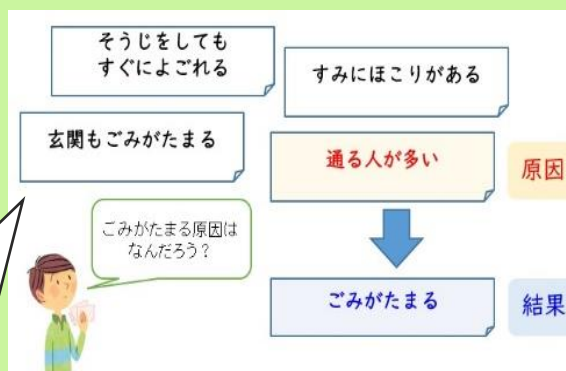 そうじをしても
すぐによごれる
すみにほこりがある
玄関もごみがたまる
通る人が多い
原因
ごみがたまる原因は
なんだろう？
ごみがたまる
結果